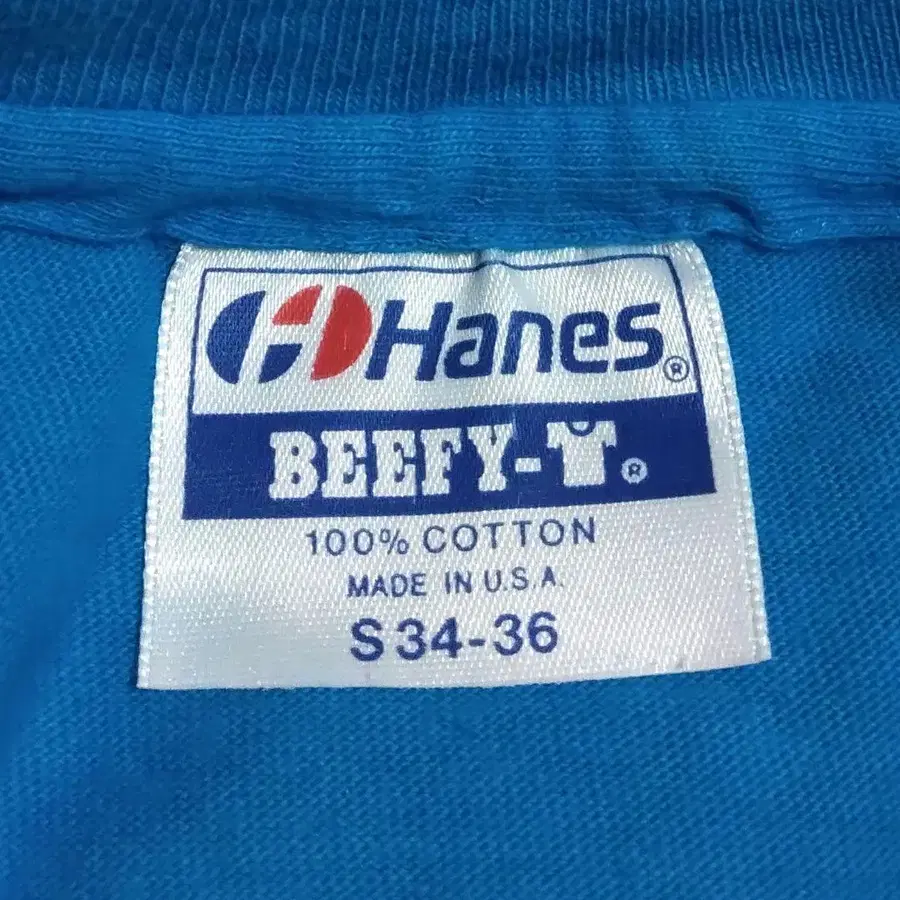 Hanes®
BEEFY-T®
100% COTTON
MADE IN U.S.A.
S 34-36